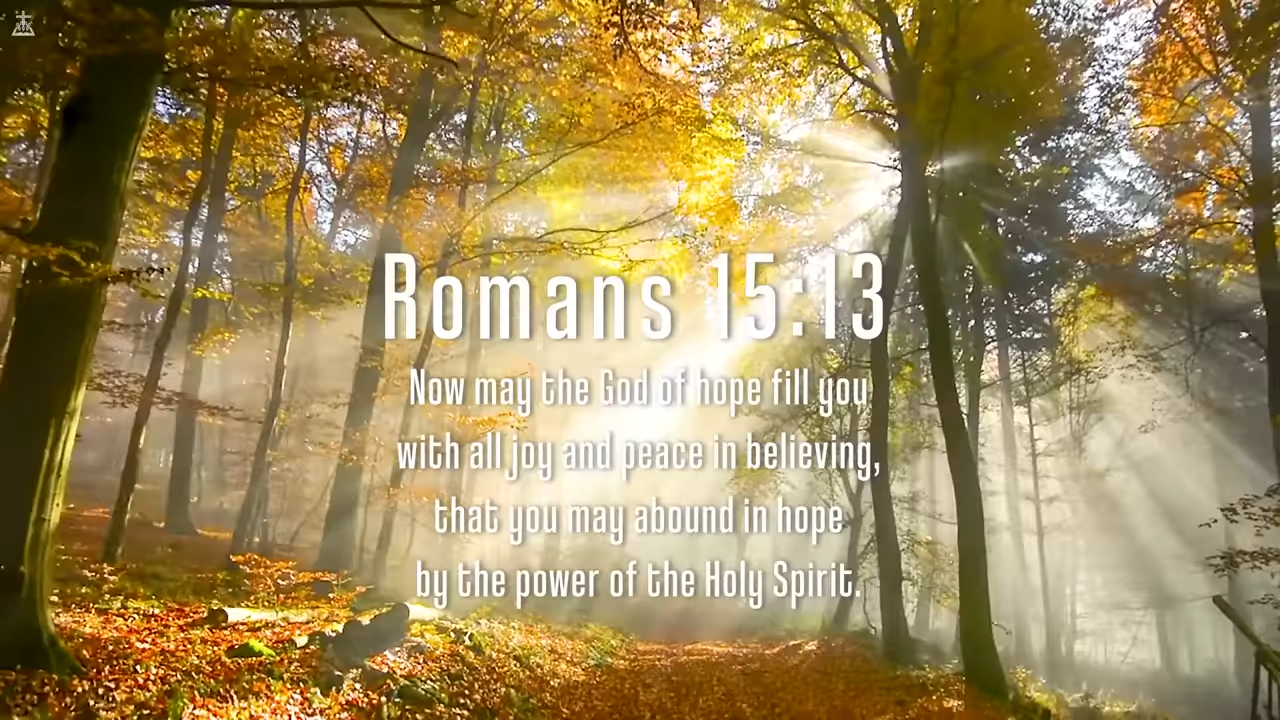 Romans 15:13
Now may the God of hope fill you
with all joy and peace in believing,
that you may abound in hope
by the power of the Holy Spirit.